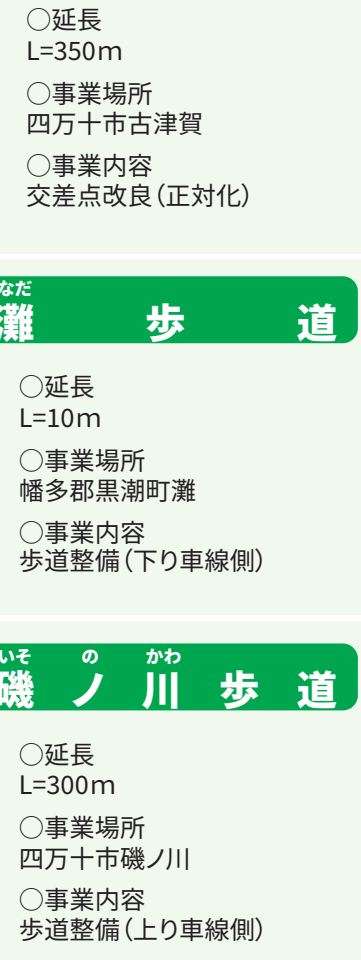 ○延長
L=350m
○事業場所
四万十市古津賀
○事業内容
交差点改良(正対化)
なだ
灘歩道
○延長
L=10m
○事業場所
幡多郡黒潮町灘
○事業内容
歩道整備(下り車線側)
いそ の かわ
磯ノ川歩道
○延長
L=300m
○事業場所
四万十市磯ノ川
○事業内容
歩道整備(上り車線側)